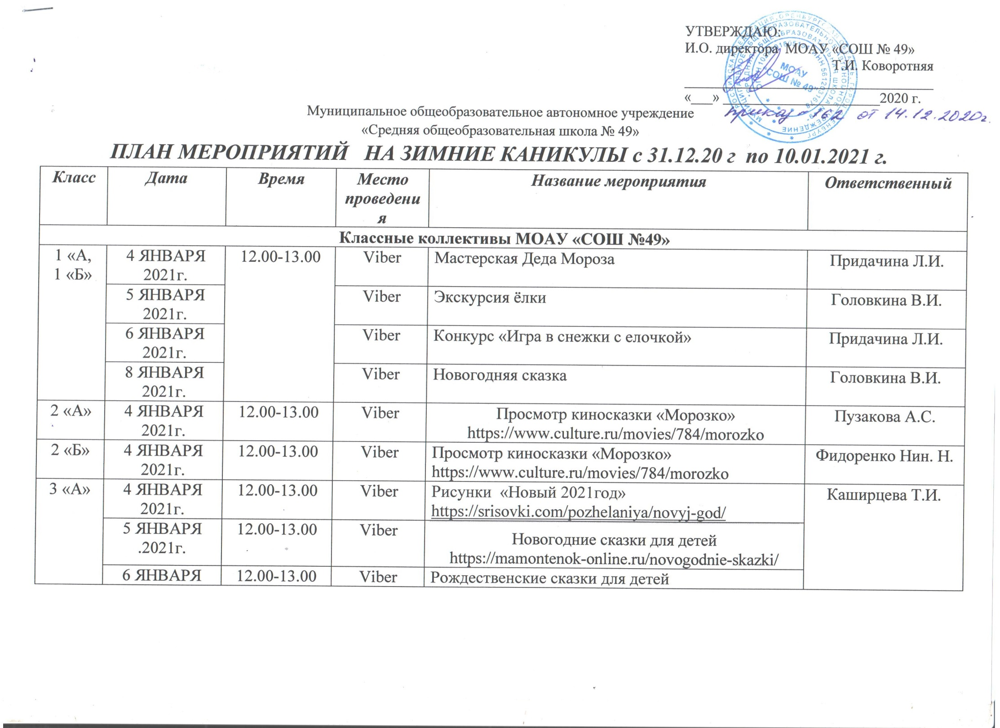 УТВЕРЖДАЮ:
И.О. директора МОАУ «СОШ № 49»
Т.И. Коворотняя
«___» ______________________2020 г.
приказ - 162 от 14.12.2020г.
МОАУ
"СОШ № 49"
Муниципальное общеобразовательное автономное учреждение
«Средняя общеобразовательная школа № 49»
ПЛАН МЕРОПРИЯТИЙ НА ЗИМНИЕ КАНИКУЛЫ с 31.12.20 г по 10.01.2021 г.
Класс Дата Время Место Название мероприятия Ответственный
проведени
я
Классные коллективы МОАУ «СОШ №49»
1 «А, 4 ЯНВАРЯ 12.00-13.00 Viber Мастерская Деда Мороза Придачина Л.И.
1 «Б» 2021г.
5 ЯНВАРЯ Viber Экскурсия ёлки Головкина В.И.
2021г.
6 ЯНВАРЯ Viber Конкурс «Игра в снежки с елочкой» Придачина Л.И.
2021г.
8 ЯНВАРЯ Viber Новогодняя сказка Головкина В.И.
2021г.
2 «А» 4 ЯНВАРЯ 12.00-13.00 Viber Просмотр киносказки «Морозко» Пузакова А.С.
2021г. https://www.culture.ru/movies/784/morozko
2 «Б» 4 ЯНВАРЯ 12.00-13.00 Viber Просмотр киносказки «Морозко» Фидоренко Нин. Н.
2021г. https://www.culture.ru/movies/784/morozko
3 «А» 4 ЯНВАРЯ 12.00-13.00 Viber Рисунки «Новый 2021год» Каширцева Т.И.
2021г. https://srisovki.com/pozhelaniya/novyj-god/
5 ЯНВАРЯ 12.00-13.00 Viber Новогодние сказки для детей
.2021г. https://mamontenok-online.ru/novogodnie-skazki/
6 ЯНВАРЯ 12.00-13.00 Viber Рождественские сказки для детей